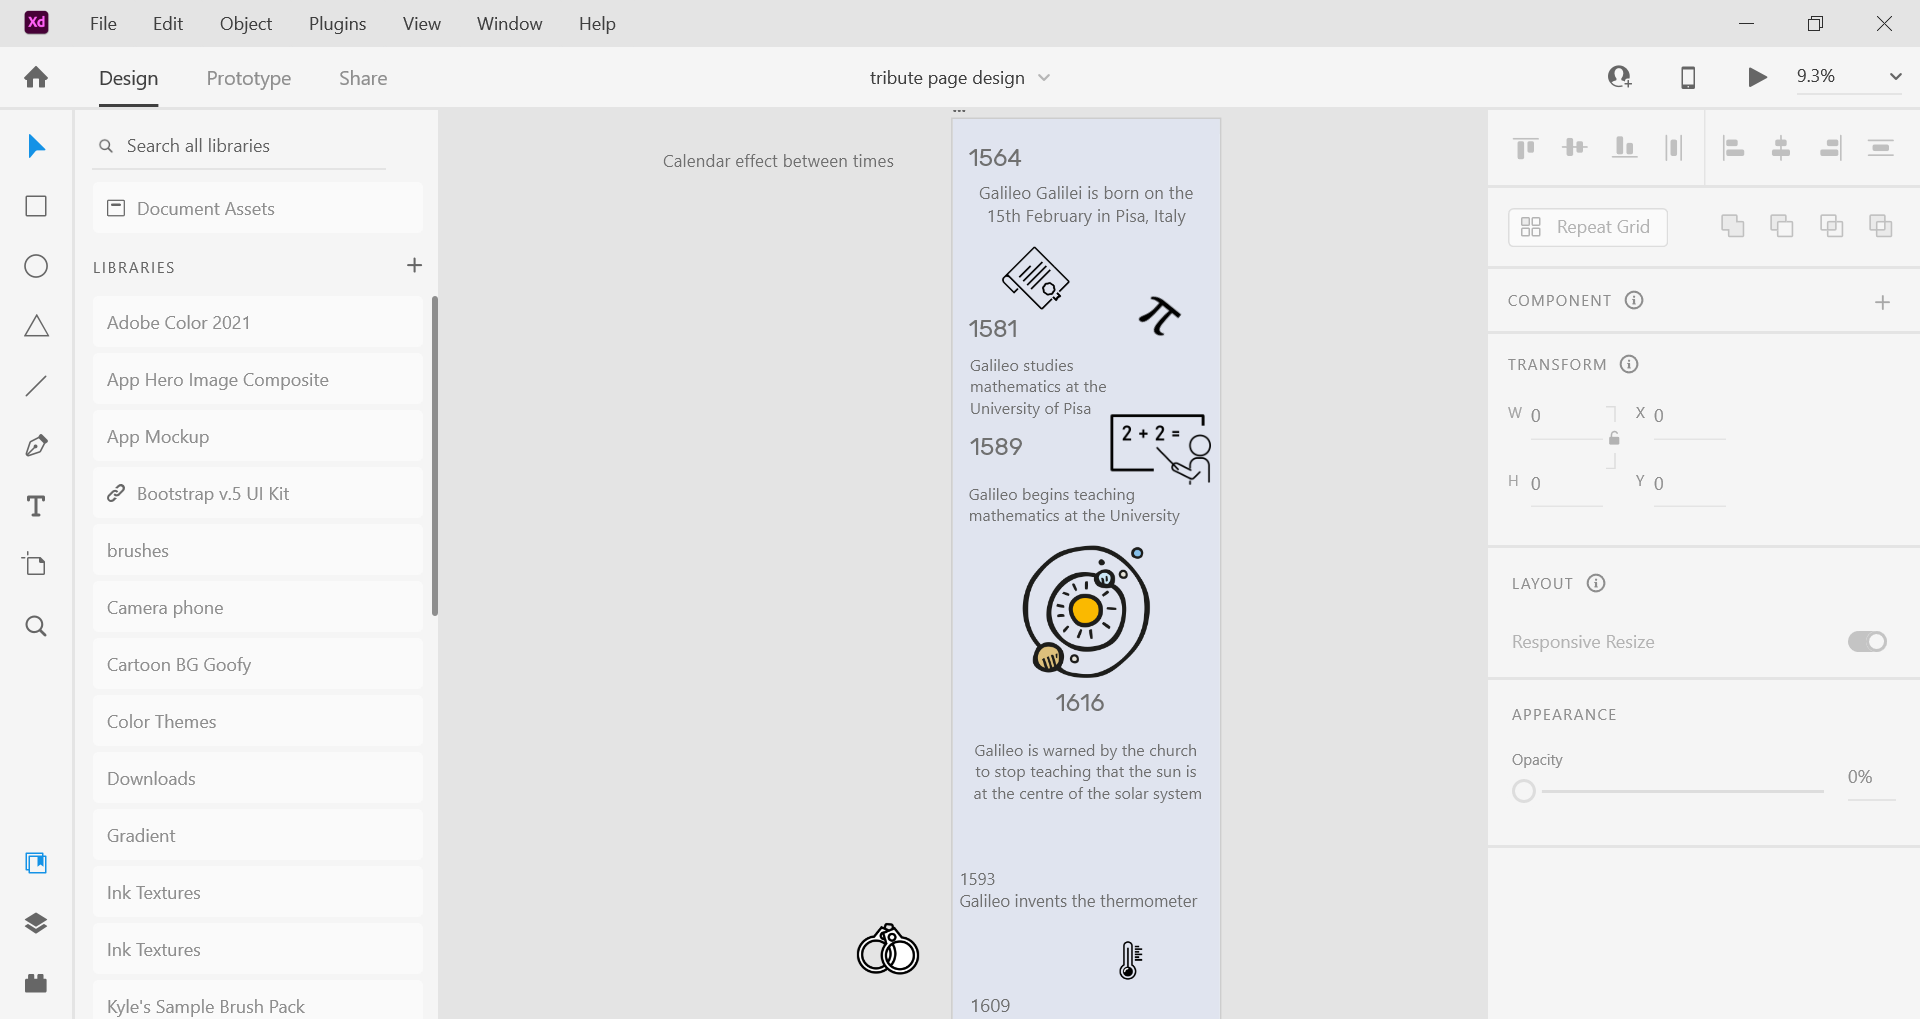 Xd File Edit Object Plugins View Window Help
Design Prototype Share tribute page design 9.3%
Search all libraries
Document Assets
LIBRARIES
Adobe Color 2021
App Hero Image Composite
App Mockup
Bootstrap v.5 UI Kit
brushes
Camera phone
Cartoon BG Goofy
Color Themes
Downloads
Gradient
Ink Textures
Ink Textures
Kyle's Sample Brush Pack
Calendar effect between times
1564
Galileo Galilei is born on the
15th February in Pisa, Italy
1581
Galileo studies
mathematics at the
University of Pisa
2 + 2 =
1589
Galileo begins teaching
mathematics at the University
1616
Galileo is warned by the church
to stop teaching that the sun is
at the centre of the solar system
1593
Galileo invents the thermometer
1609
Repeat Grid
COMPONENT
TRANSFORM
W 0 X 0
H 0 Y 0
LAYOUT
Responsive Resize
APPEARANCE
Opacity
0%